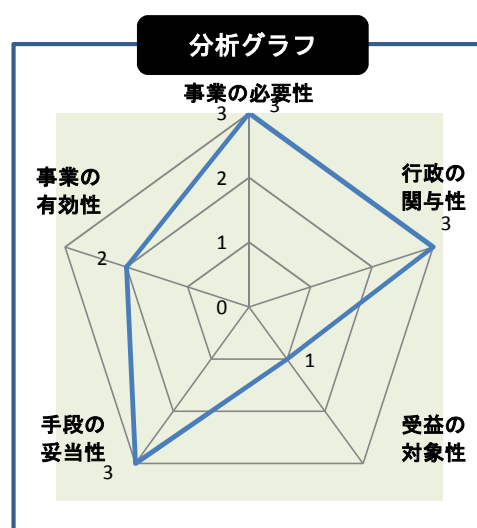 分析グラフ
事業の必要性
3
3
行政の
関与性
3
事業の
有効性
2
2
1
0
1
手段の
妥当性
3
受益の
対象性